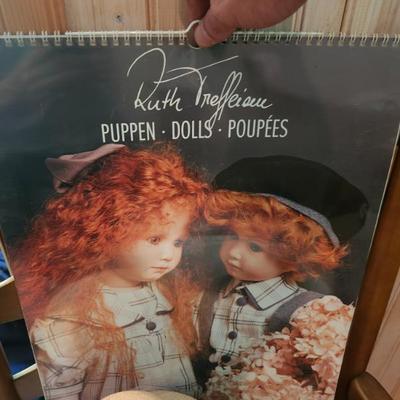 Ruth Treffeisen
PUPPEN · DOLLS · POUPÉES